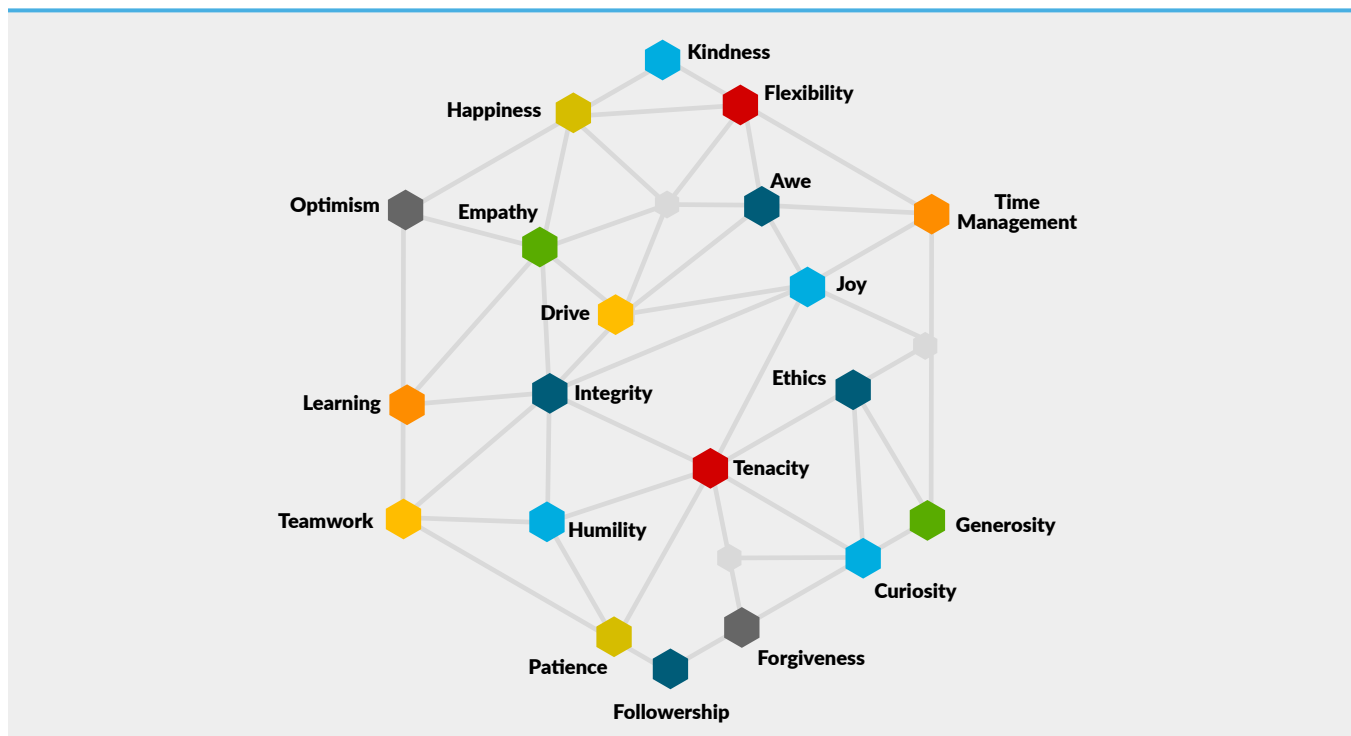 Kindness
Flexibility
Happiness
Awe
Optimism
Empathy
Time
Management
Joy
Drive
Ethics
Integrity
Learning
Tenacity
Teamwork
Humility
Generosity
Curiosity
Forgiveness
Patience
Followership